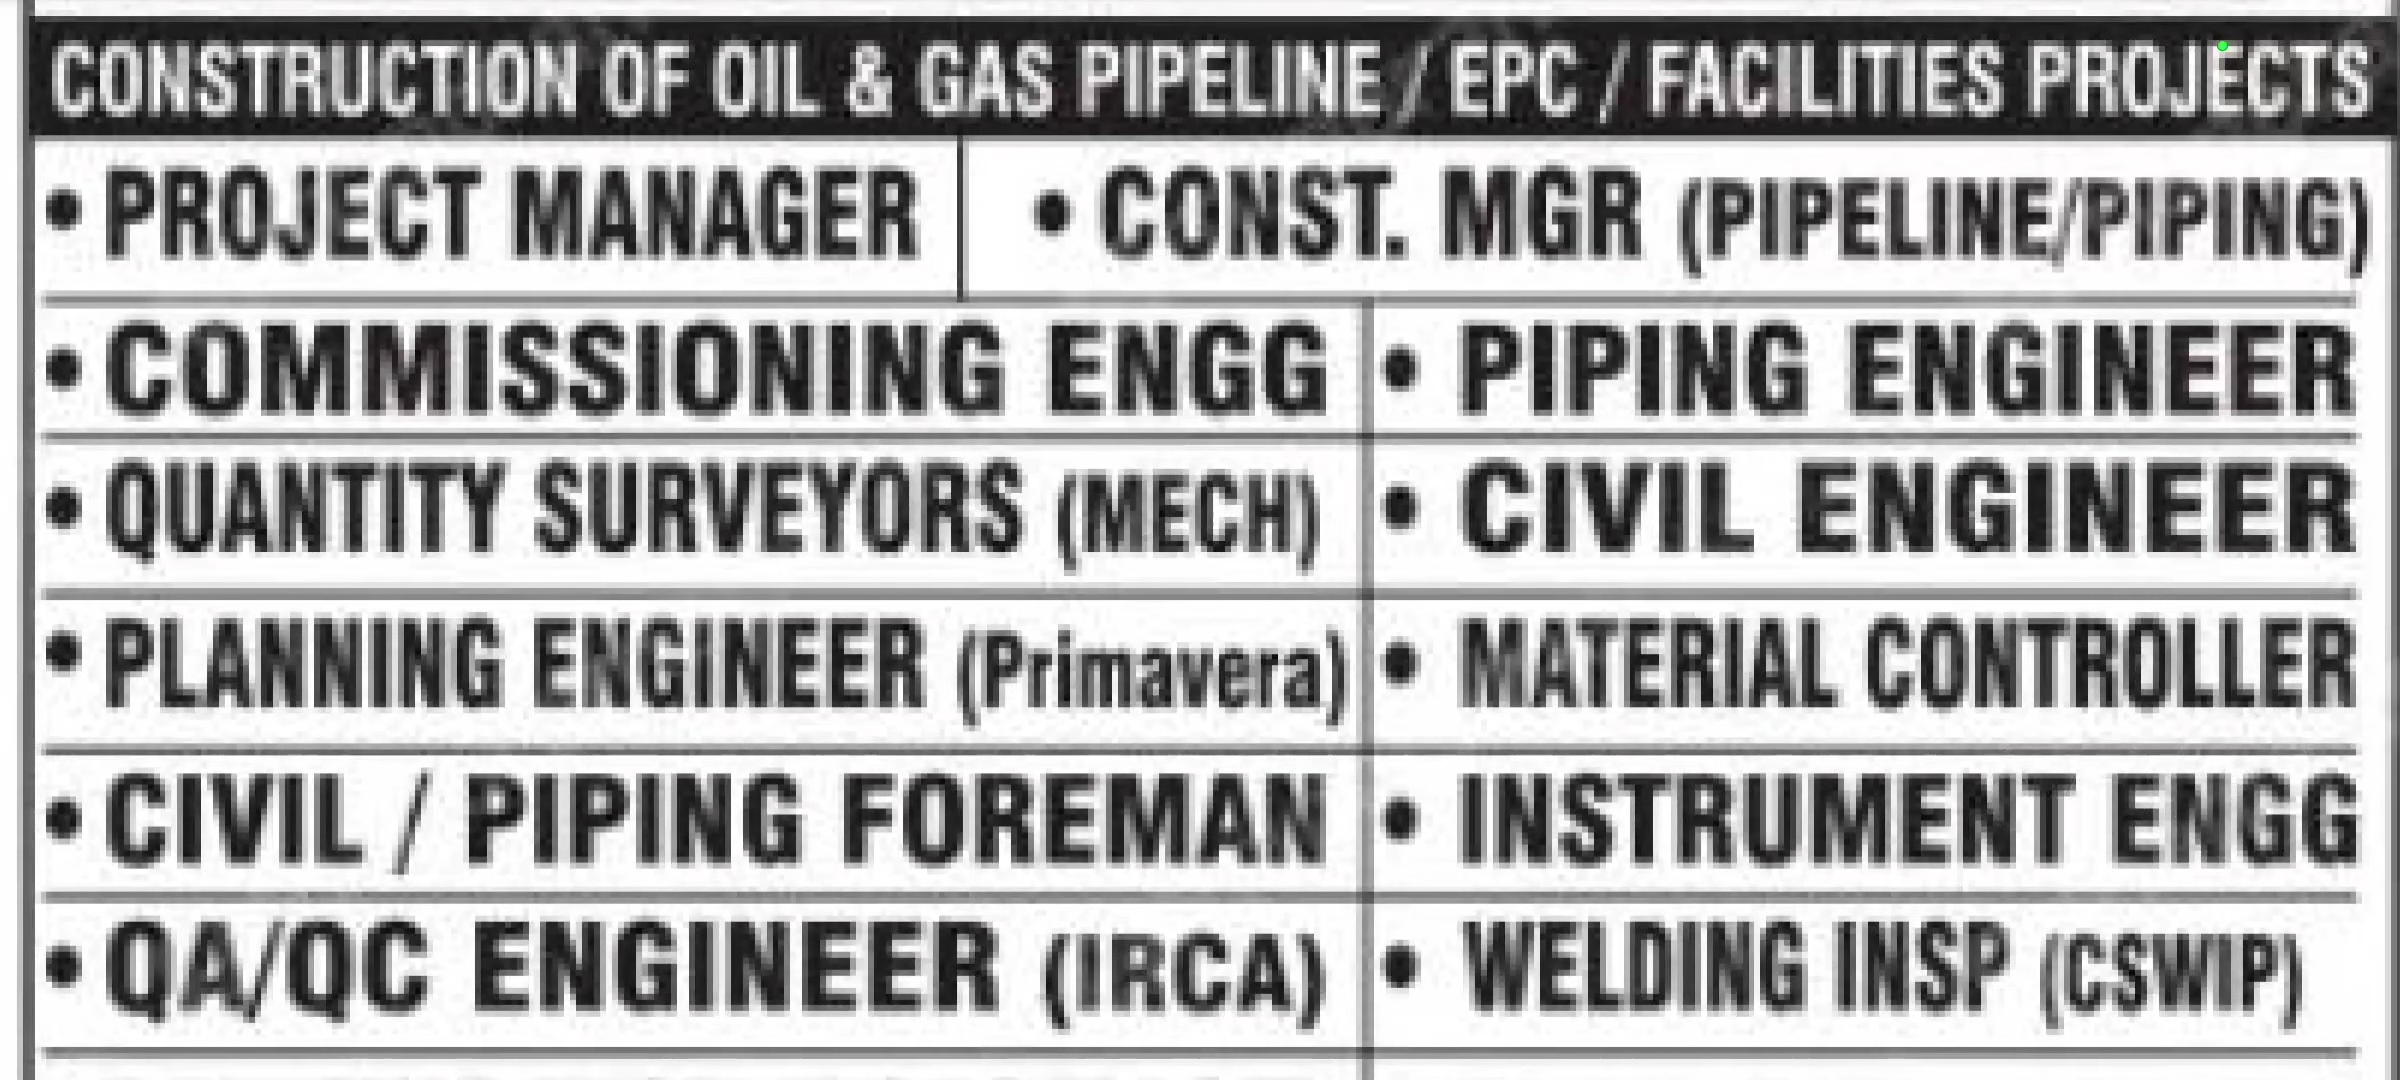 CONSTRUCTION OF OIL & GAS PIPELINE / EPC / FACILITIES PROJECTS
• PROJECT MANAGER • CONST. MGR (PIPELINE/PIPING)
• COMMISSIONING ENGG • PIPING ENGINEER
• QUANTITY SURVEYORS (MECH) • CIVIL ENGINEER
• PLANNING ENGINEER (Primavera) • MATERIAL CONTROLLER
• CIVIL / PIPING FOREMAN • INSTRUMENT ENGG
• QA/QC ENGINEER (IRCA) • WELDING INSP (CSWIP)